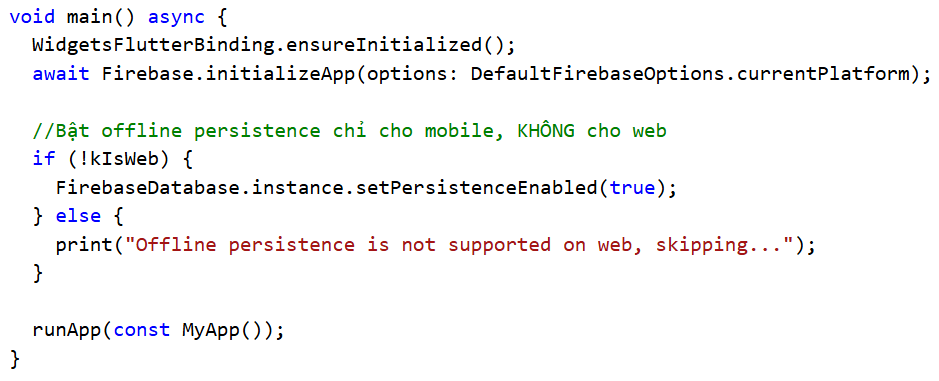 void main() async {
  WidgetsFlutterBinding.ensureInitialized();
  await Firebase.initializeApp(options: DefaultFirebaseOptions.currentPlatform);

  //Bật offline persistence chỉ cho mobile, KHÔNG cho web
  if (!kIsWeb) {
    FirebaseDatabase.instance.setPersistenceEnabled(true);
  } else {
    print("Offline persistence is not supported on web, skipping...");
  }

  runApp(const MyApp());
}